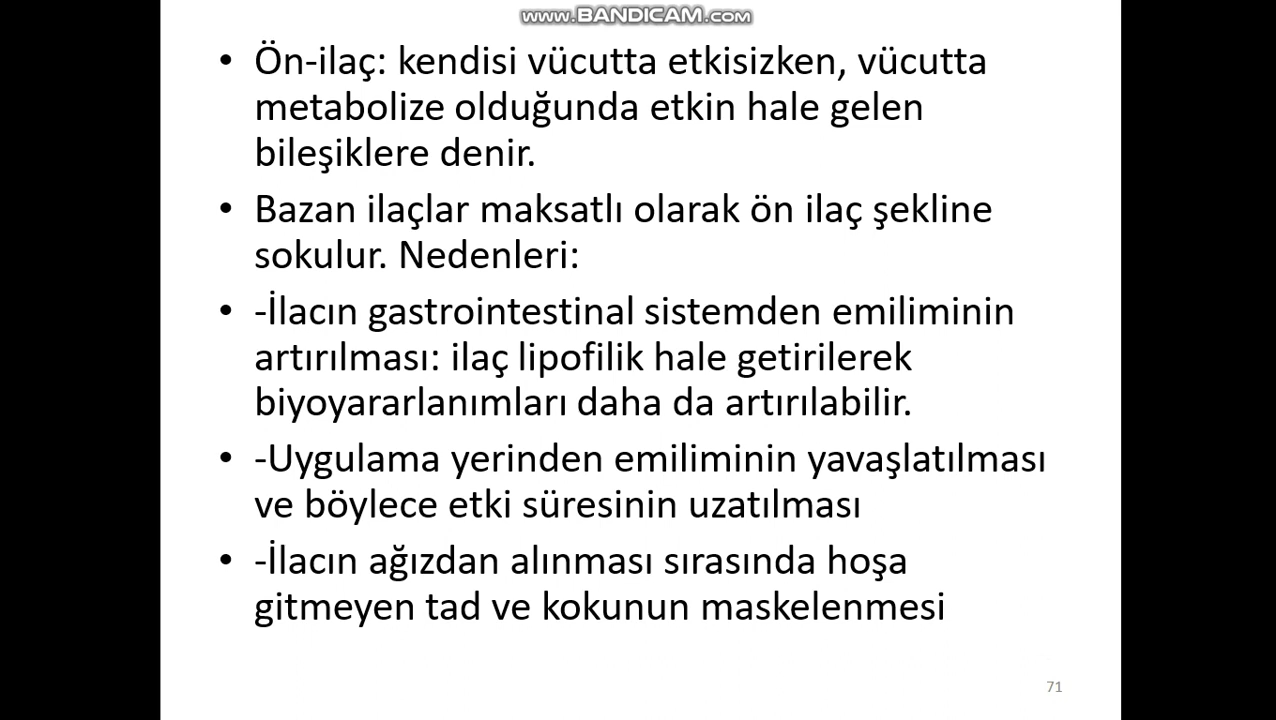 www.BANDICAM.com
• Ön-ilaç: kendisi vücutta etkisizken, vücutta
metabolize olduğunda etkin hale gelen
bileşiklere denir.
• Bazan ilaçlar maksatlı olarak ön ilaç şekline
sokulur. Nedenleri:
• -İlacın gastrointestinal sistemden emiliminin
artırılması: ilaç lipofilik hale getirilerek
biyoyararlanımları daha da artırılabilir.
• -Uygulama yerinden emiliminin yavaşlatılması
ve böylece etki süresinin uzatılması
• -İlacın ağızdan alınması sırasında hoşa
gitmeyen tad ve kokunun maskelenmesi
71